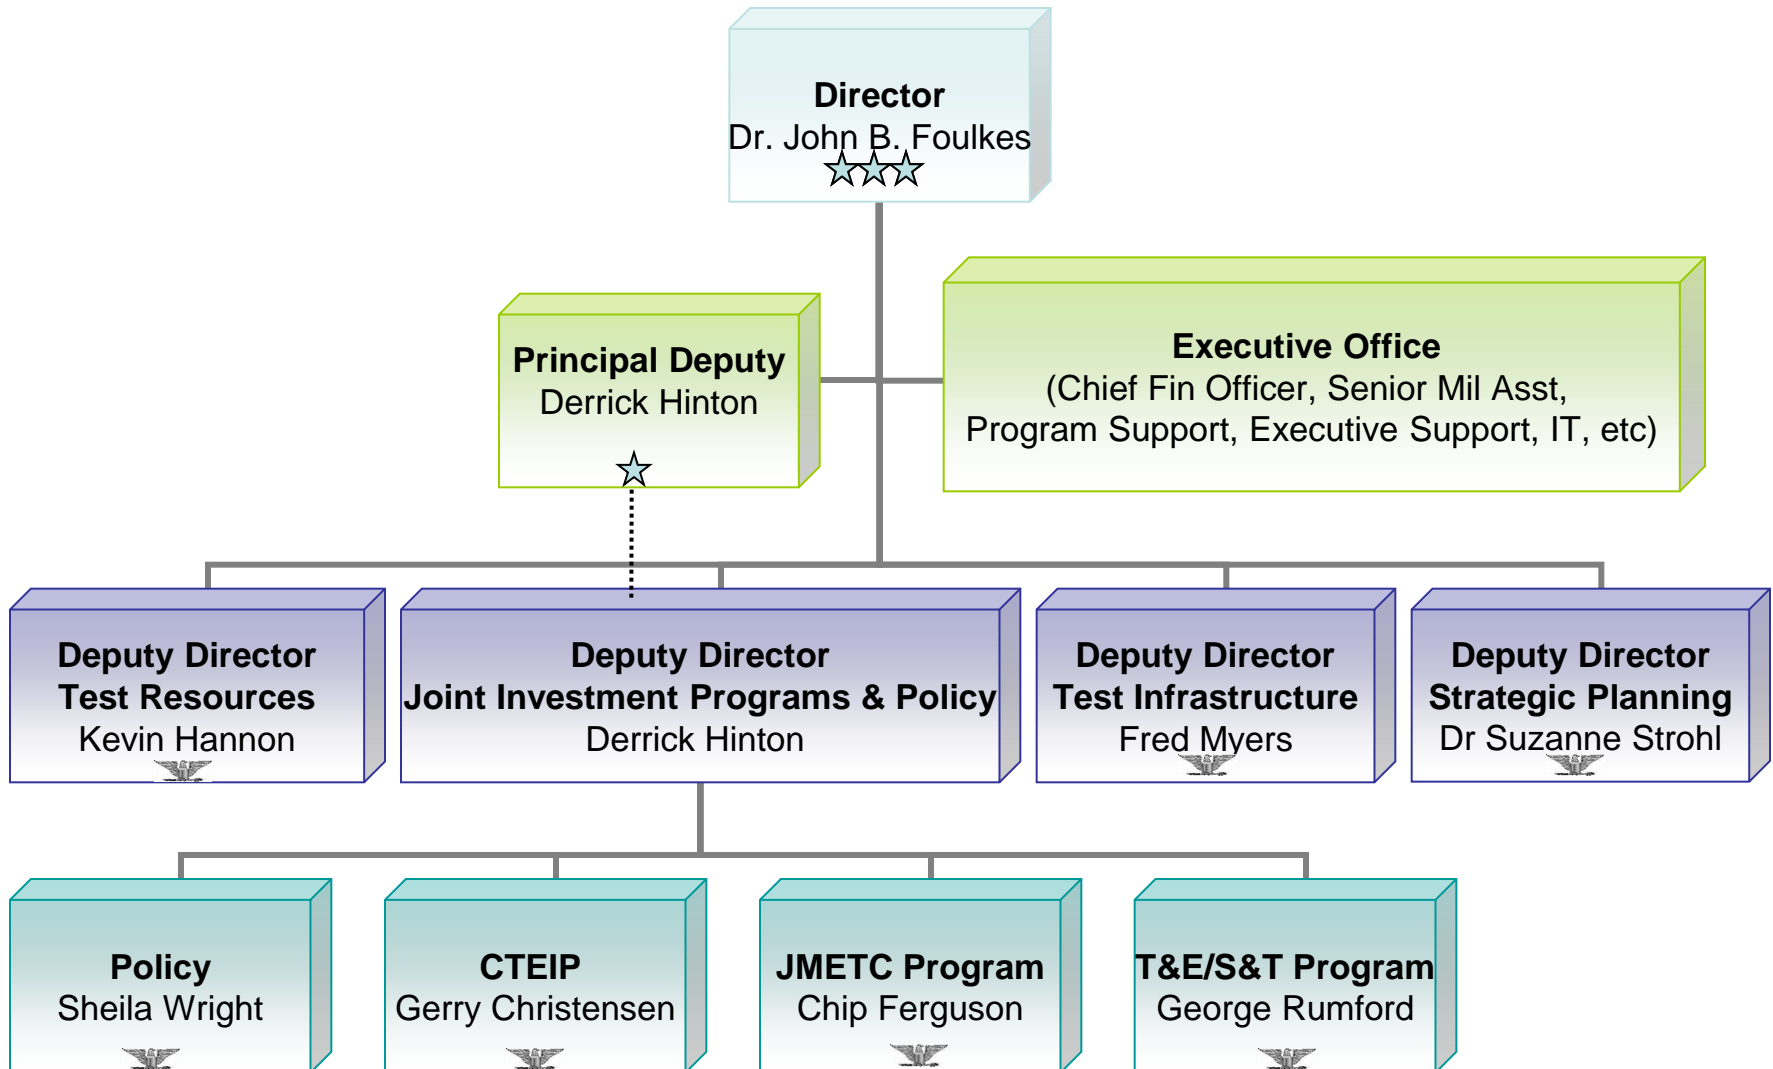 Director
Dr. John B. Foulkes
Principal Deputy
Derrick Hinton
Executive Office
(Chief Fin Officer, Senior Mil Asst,
Program Support, Executive Support, IT, etc)
Deputy Director
Test Resources
Kevin Hannon
Deputy Director
Joint Investment Programs & Policy
Derrick Hinton
Deputy Director
Test Infrastructure
Fred Myers
Deputy Director
Strategic Planning
Dr Suzanne Strohl
Policy
Sheila Wright
CTEIP
Gerry Christensen
JMETC Program
Chip Ferguson
T&E/S&T Program
George Rumford